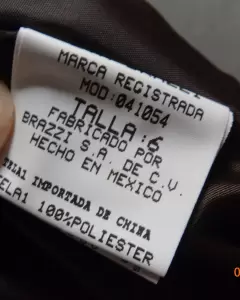 MARCA REGISTRADA
MOD:041054
TALLA:6
FABRICADO POR
BRAZZI S.A. DE C.V.
HECHO EN MEXICO
TELA1 IMPORTADA DE CHINA
TELA1 100%POLIESTER